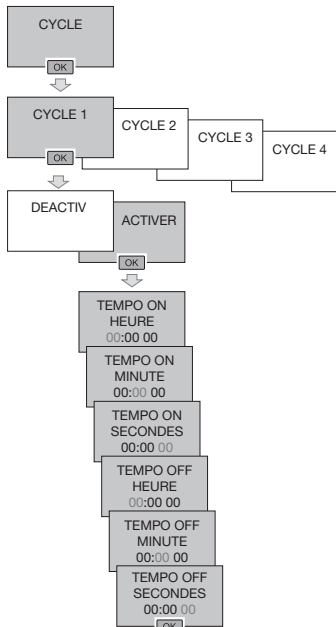 CYCLE
OK
CYCLE 1
CYCLE 2
CYCLE 3
CYCLE 4
OK
DEACTIV
ACTIVER
OK
TEMPO ON
HEURE
00:00 00
TEMPO ON
MINUTE
00:00 00
TEMPO ON
SECONDES
00:00 00
TEMPO OFF
HEURE
00:00 00
TEMPO OFF
MINUTE
00:00 00
TEMPO OFF
SECONDES
00:00 00
OK